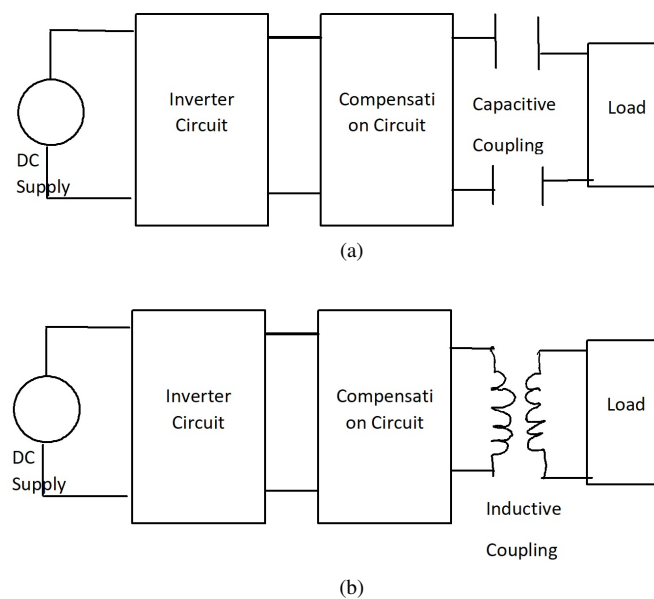 Inverter
Circuit
Compensati
on Circuit
Capacitive
Coupling
Load
DC
Supply
(a)
Inverter
Circuit
Compensati
on Circuit
Load
DC
Supply
Inductive
Coupling
(b)